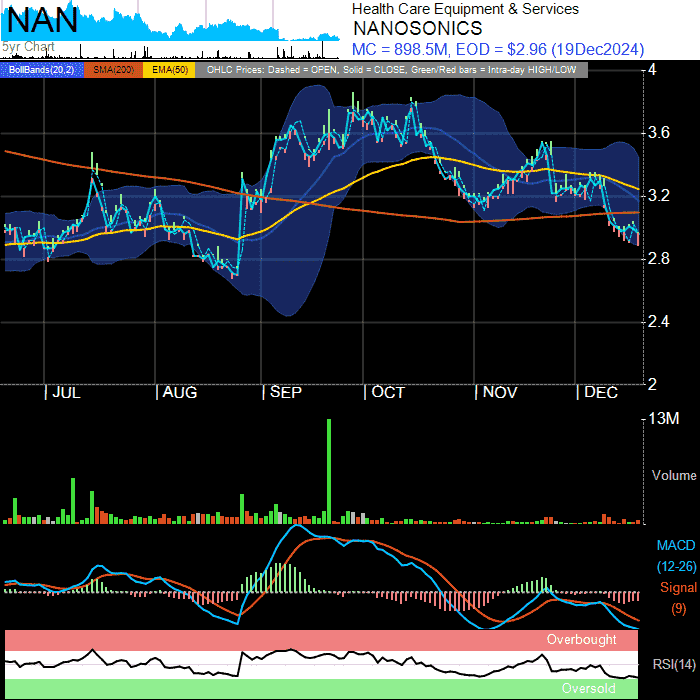 NAN
5yr Chart
Health Care Equipment & Services
NANOSONICS
MC = 898.5M, EOD = $2.96 (19Dec2024)
BollBands(20,2) SMA(200) EMA(50) OHLC Prices: Dashed = OPEN, Solid = CLOSE, Green/Red bars = Intra-day HIGH/LOW
4
3.6
3.2
2.8
2.4
2
| JUL | AUG | SEP | OCT | NOV | DEC
13M
Volume
MACD
(12-26)
Signal
(9)
Overbought
RSI(14)
Oversold